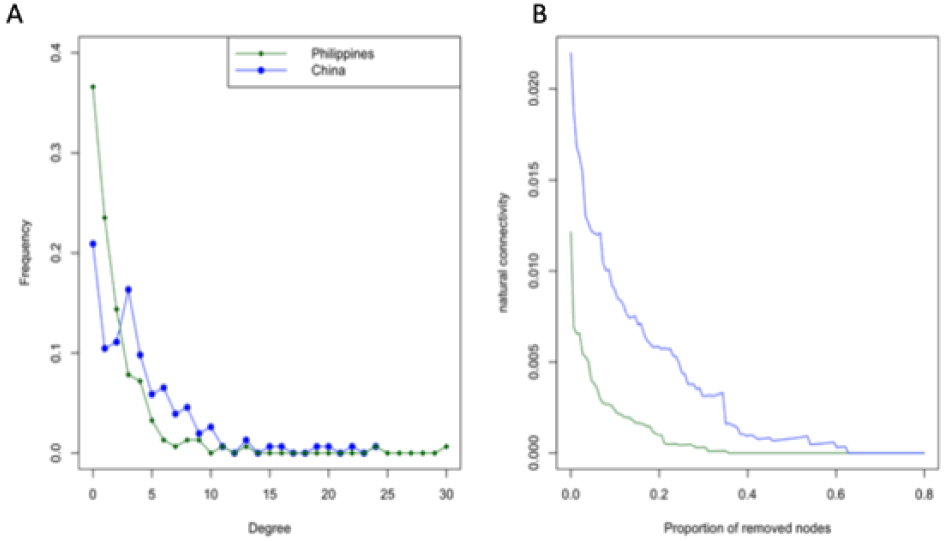 A
B
Philippines
China
0.4
0.3
0.2
0.1
0.0
Frequency
0 5 10 15 20 25 30
Degree
0.020
0.015
0.010
0.005
0.000
natural connectivity
0.0 0.2 0.4 0.6 0.8
Proportion of removed nodes